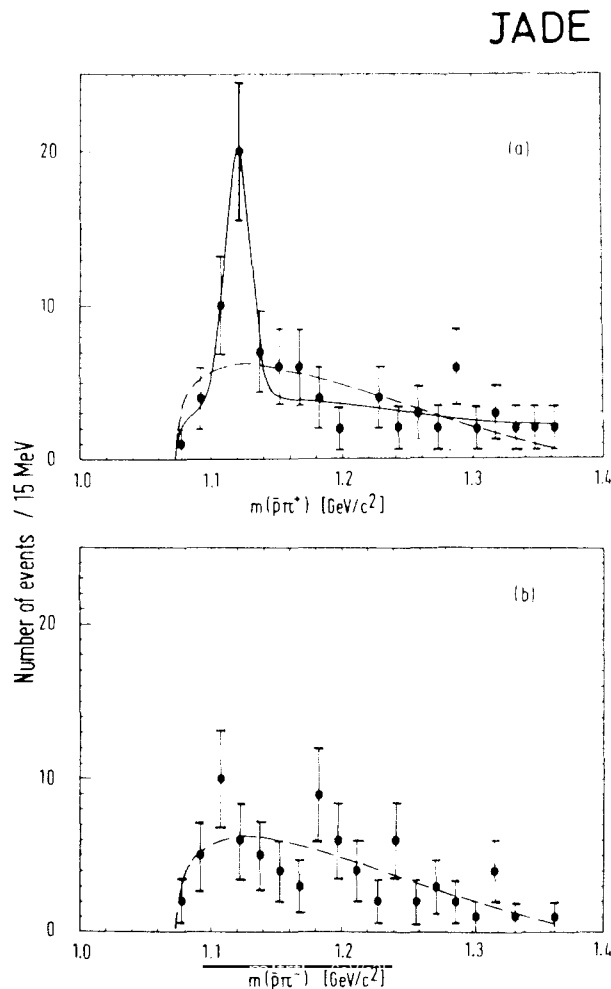 JADE
20
(a)
10
0
1.0 1.1 1.2 1.3 1.4
m(p̄π⁺) [GeV/c²]
Number of events / 15 MeV
20
(b)
10
0
1.0 1.1 1.2 1.3 1.4
m(p̄π⁻) [GeV/c²]